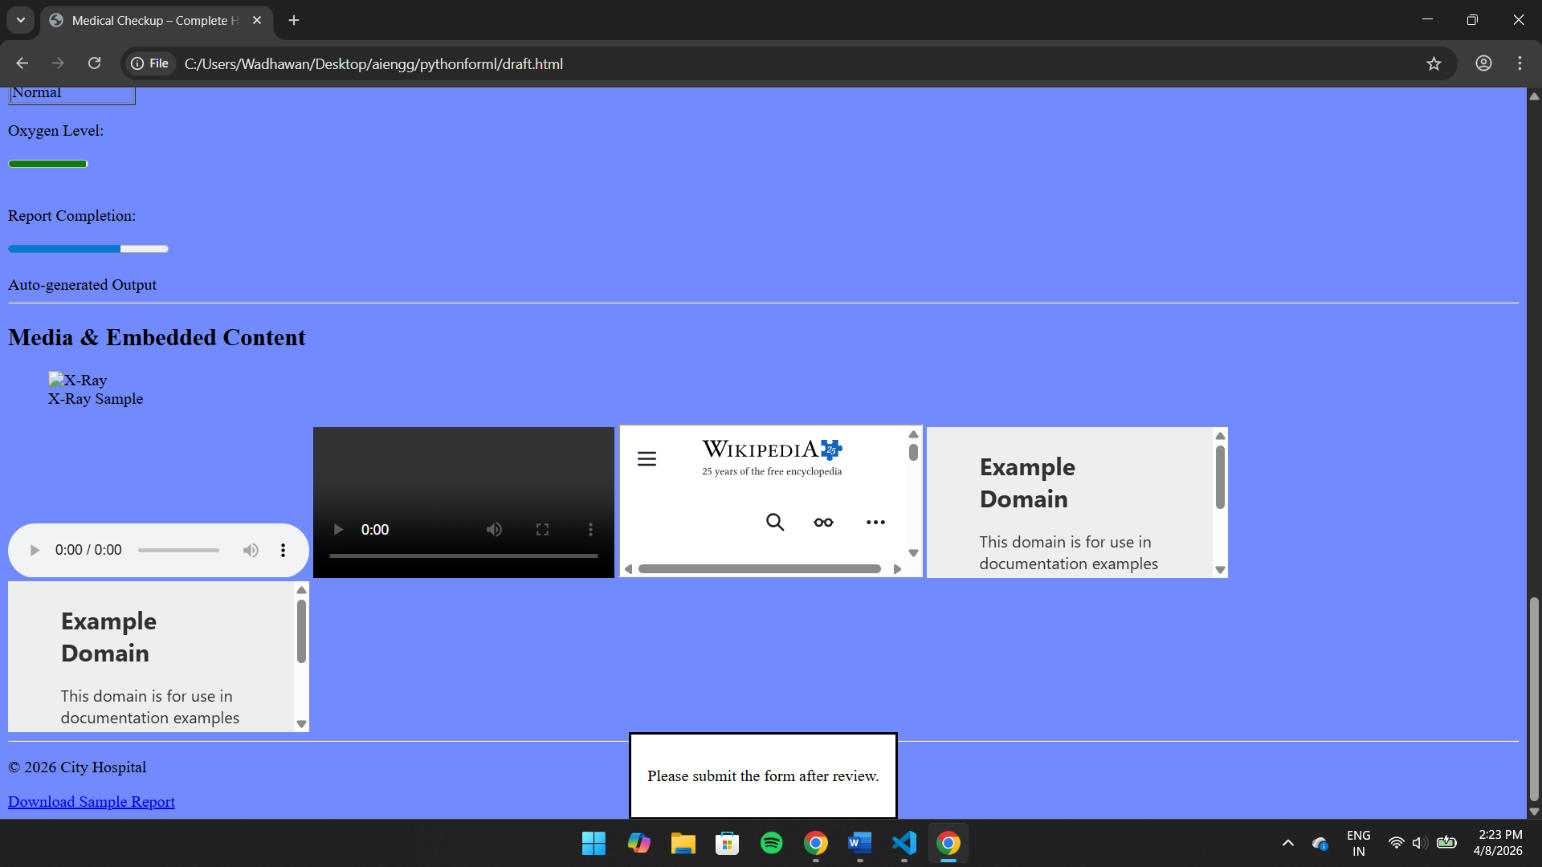 Medical Checkup – Complete H
File
C:/Users/Wadhawan/Desktop/aiengg/pythonforml/draft.html
Normal
Oxygen Level:
Report Completion:
Auto-generated Output
Media & Embedded Content
X-Ray
X-Ray Sample
0:00 / 0:00
0:00
WIKIPEDIA 25
25 years of the free encyclopedia
Example
Domain
This domain is for use in
documentation examples
Example
Domain
This domain is for use in
documentation examples
© 2026 City Hospital
Please submit the form after review.
Download Sample Report
ENG
IN
2:23 PM
4/8/2026